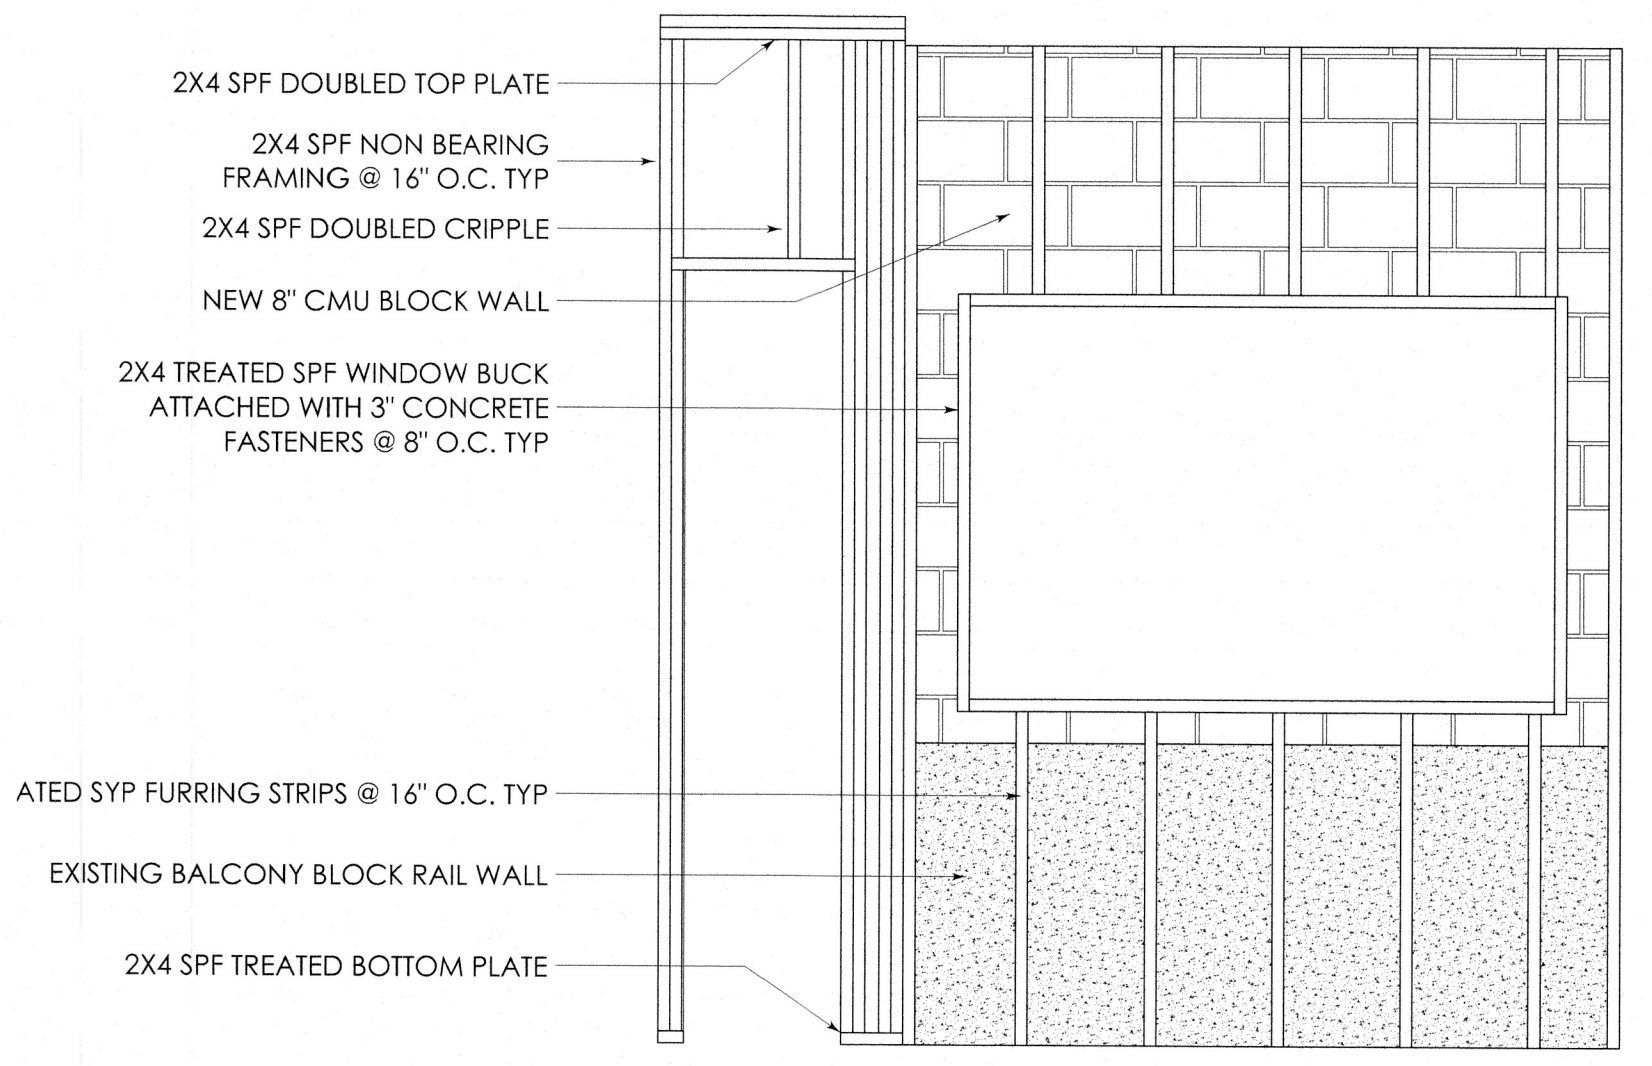 2X4 SPF DOUBLED TOP PLATE
2X4 SPF NON BEARING
FRAMING @ 16" O.C. TYP
2X4 SPF DOUBLED CRIPPLE
NEW 8" CMU BLOCK WALL
2X4 TREATED SPF WINDOW BUCK
ATTACHED WITH 3" CONCRETE
FASTENERS @ 8" O.C. TYP
ATED SYP FURRING STRIPS @ 16" O.C. TYP
EXISTING BALCONY BLOCK RAIL WALL
2X4 SPF TREATED BOTTOM PLATE